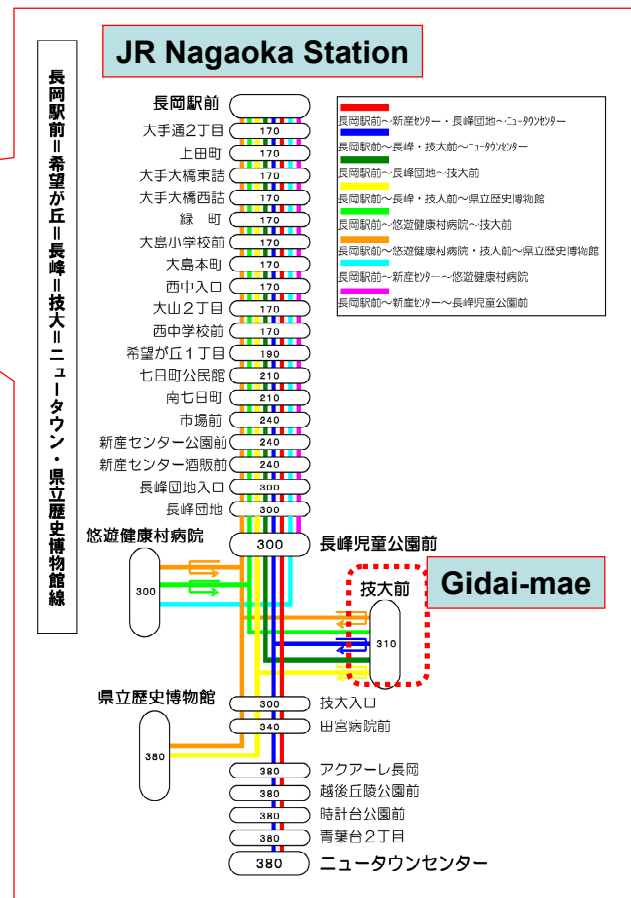 JR Nagaoka Station
長岡駅前＝希望が丘＝長峰＝技大＝ニュータウン・県立歴史博物館線
長岡駅前～新産ｾﾝﾀｰ・長峰団地～ﾆｭｰﾀｳﾝｾﾝﾀｰ
長岡駅前～長峰・技大前～ﾆｭｰﾀｳﾝｾﾝﾀｰ
長岡駅前～長峰団地～技大前
長岡駅前～長峰・技大前～県立歴史博物館
長岡駅前～悠遊健康村病院～技大前
長岡駅前～悠遊健康村病院・技大前～県立歴史博物館
長岡駅前～新産ｾﾝﾀｰ～悠遊健康村病院
長岡駅前～新産ｾﾝﾀｰ～長峰児童公園前
長岡駅前
大手通２丁目 170
上田町 170
大手大橋東詰 170
大手大橋西詰 170
緑 町 170
大島小学校前 170
大島本町 170
西中入口 170
大山２丁目 170
西中学校前 170
希望が丘１丁目 190
七日町公民館 210
南七日町 210
市場前 240
新産センター公園前 240
新産センター酒販前 240
長峰団地入口 300
長峰団地 300
300 長峰児童公園前
悠遊健康村病院
300
技大前
310
Gidai-mae
300 技大入口
県立歴史博物館
380
340 田宮病院前
380 アクアーレ長岡
380 越後丘陵公園前
380 時計台公園前
380 青葉台２丁目
380 ニュータウンセンター